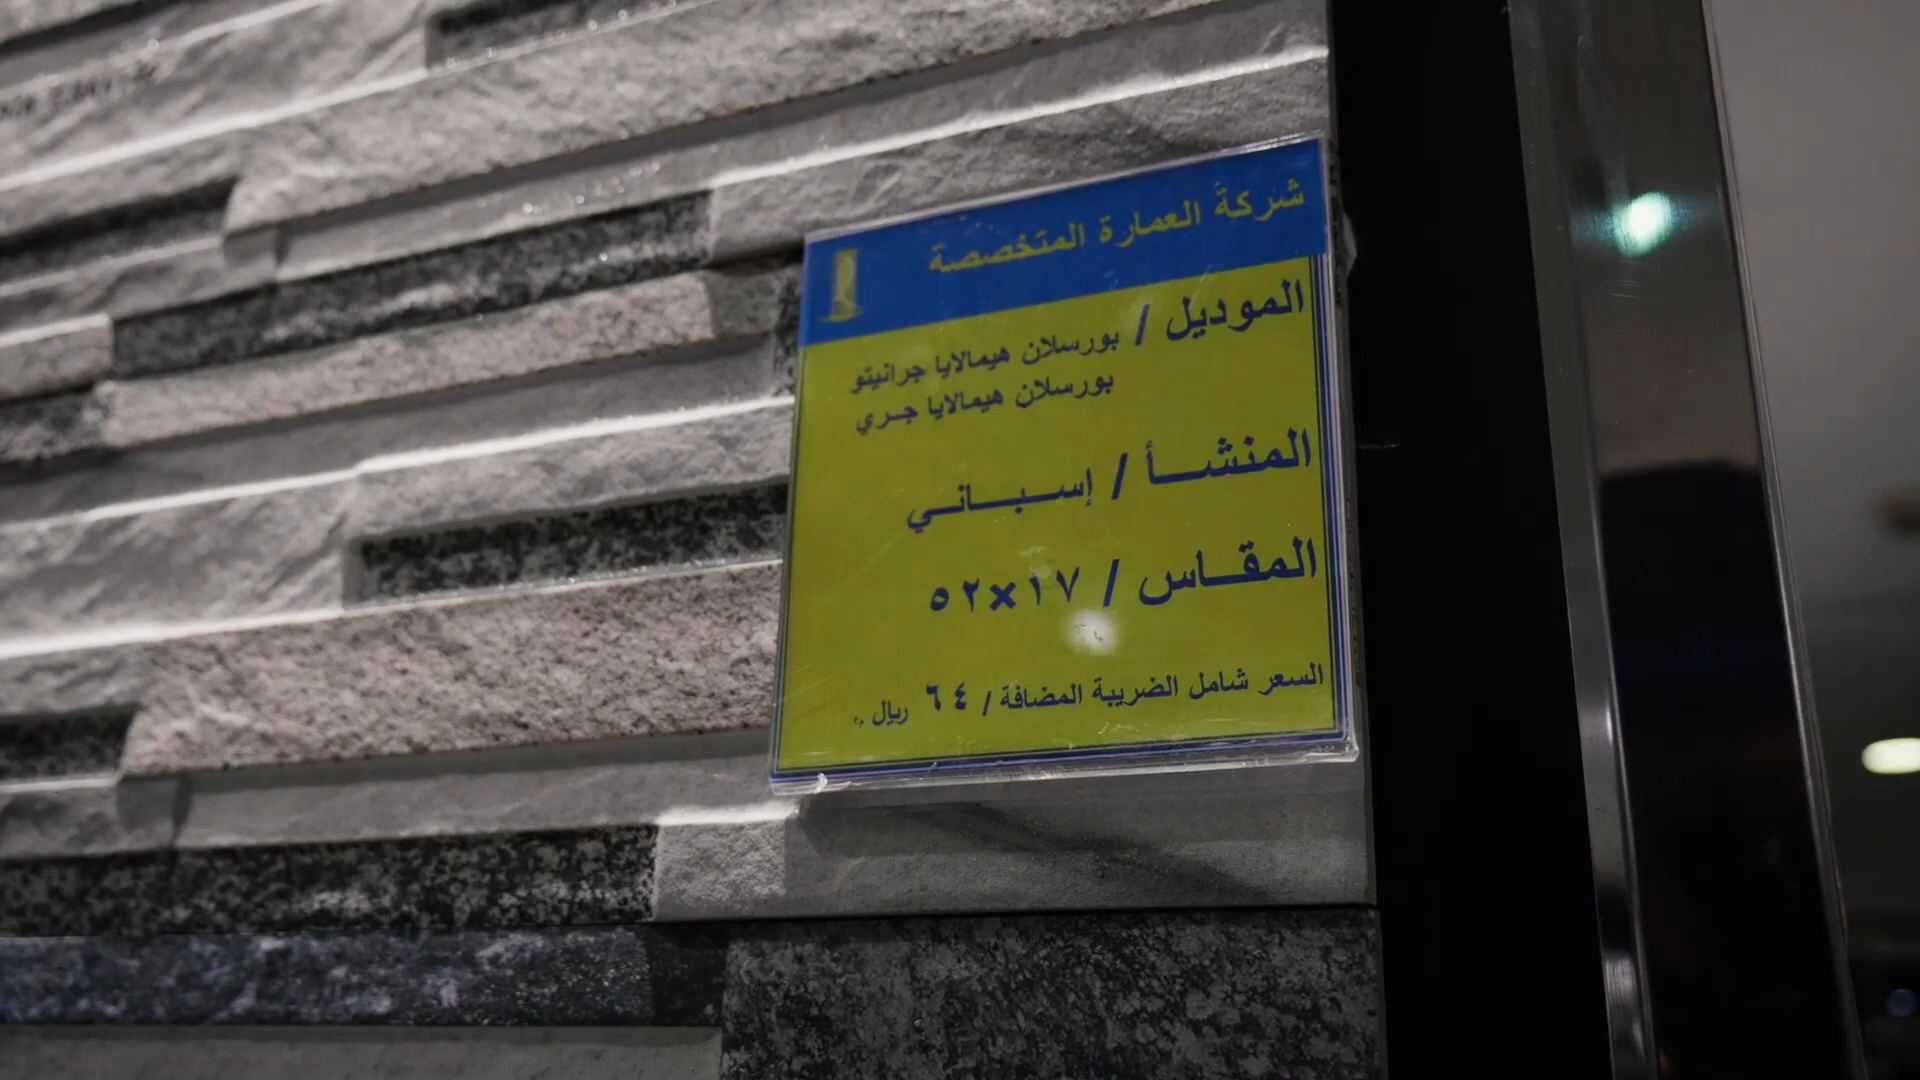 شركة العمارة المتخصصة
الموديل / بورسلان هيمالايا جرانيتو
بورسلان هيمالايا جري
المنشأ / إسباني
المقاس / ١٧×٥٢
السعر شامل الضريبة المضافة / ٦٤ ريال